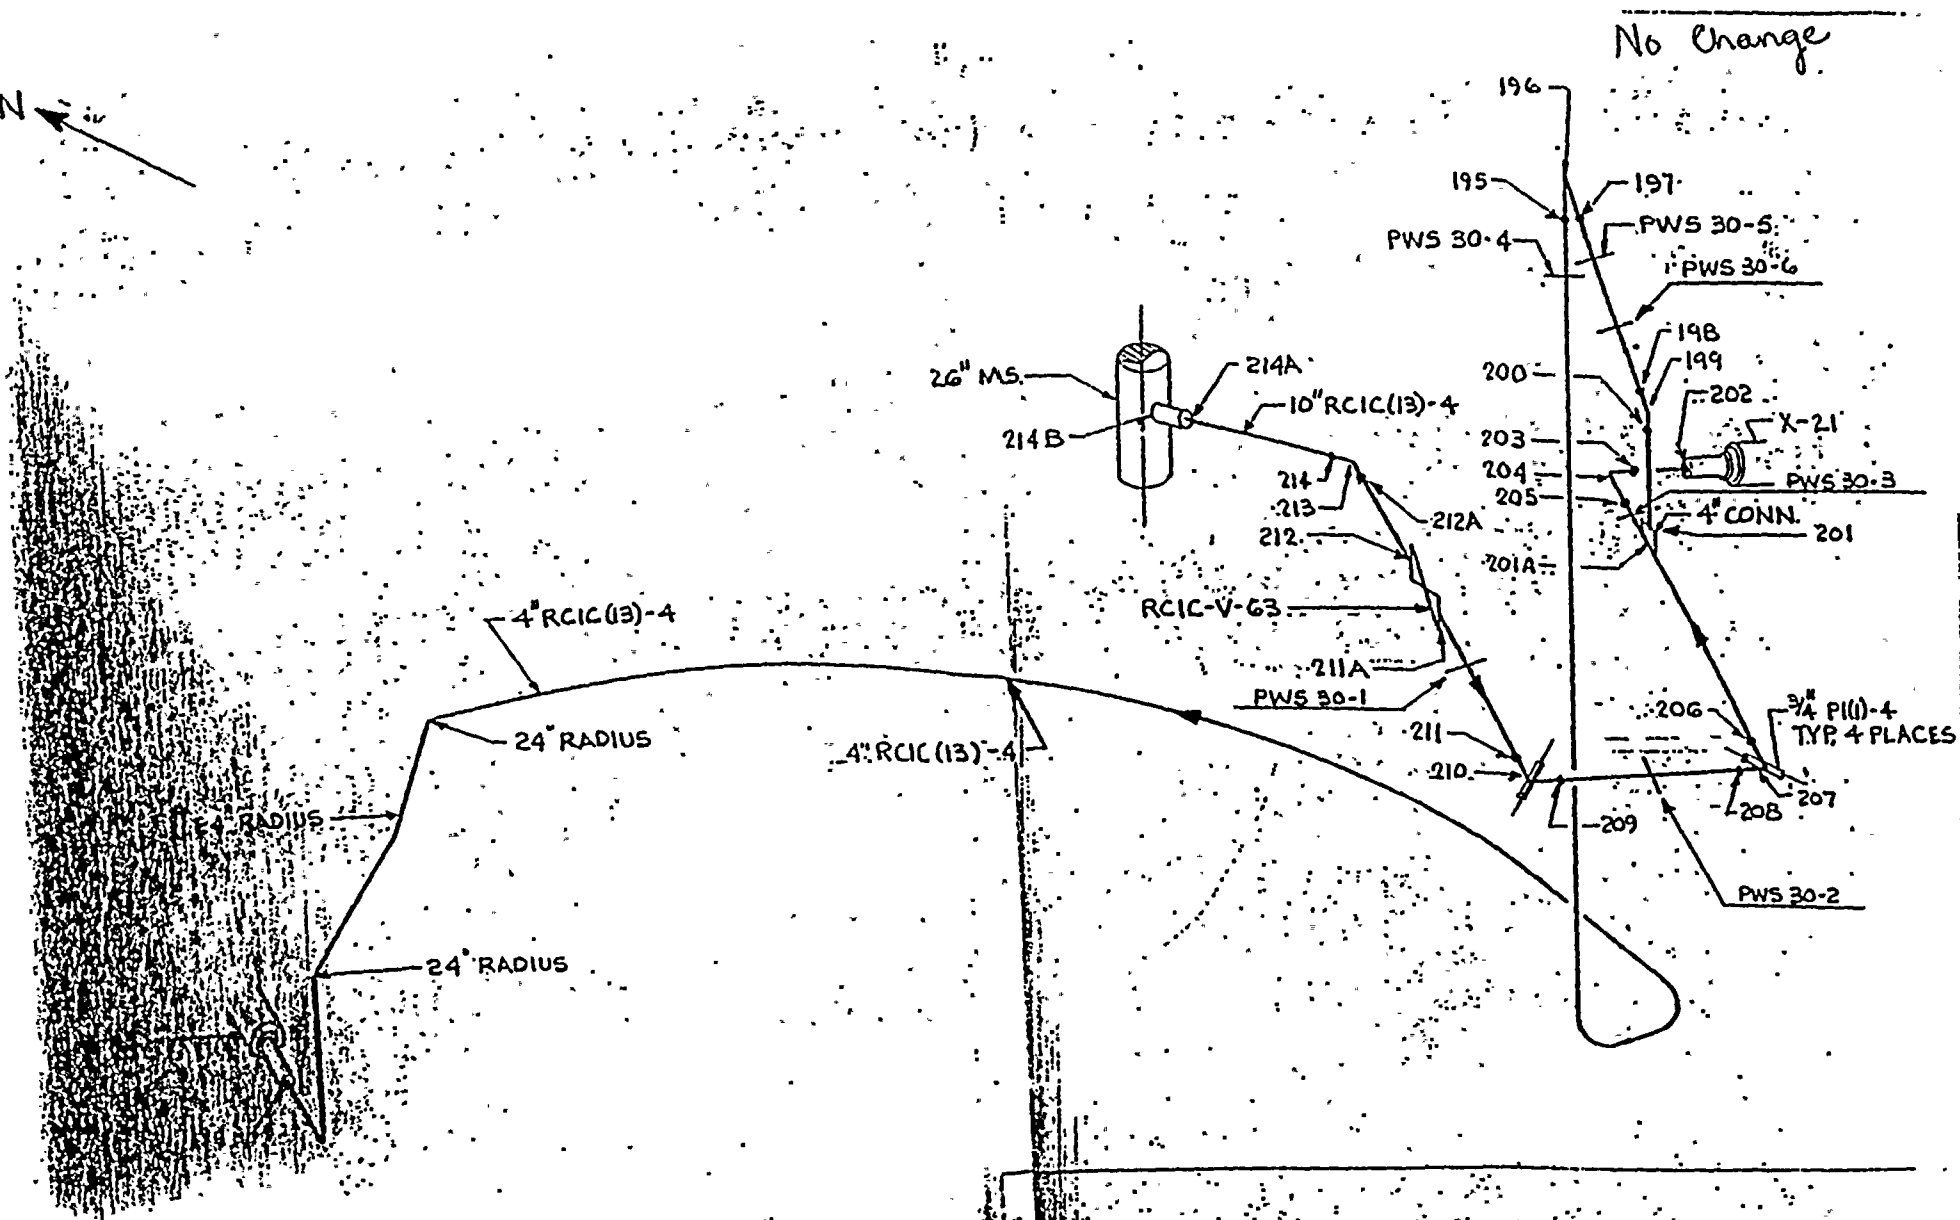 No Change
N
196
195
197
PWS 30-4
PWS 30-5
PWS 30-6
198
199
200
202
X-21
203
204
PWS 30-3
205
4" CONN.
201
201A
26" MS.
214A
10" RCIC(13)-4
214B
214
213
212A
212
RCIC-V-63
211A
PWS 30-1
4" RCIC(13)-4
24" RADIUS
4" RCIC(13)-4
211
210
206
3/4" PI(1)-4
TYP. 4 PLACES
207
208
209
RADIUS
PWS 30-2
24" RADIUS